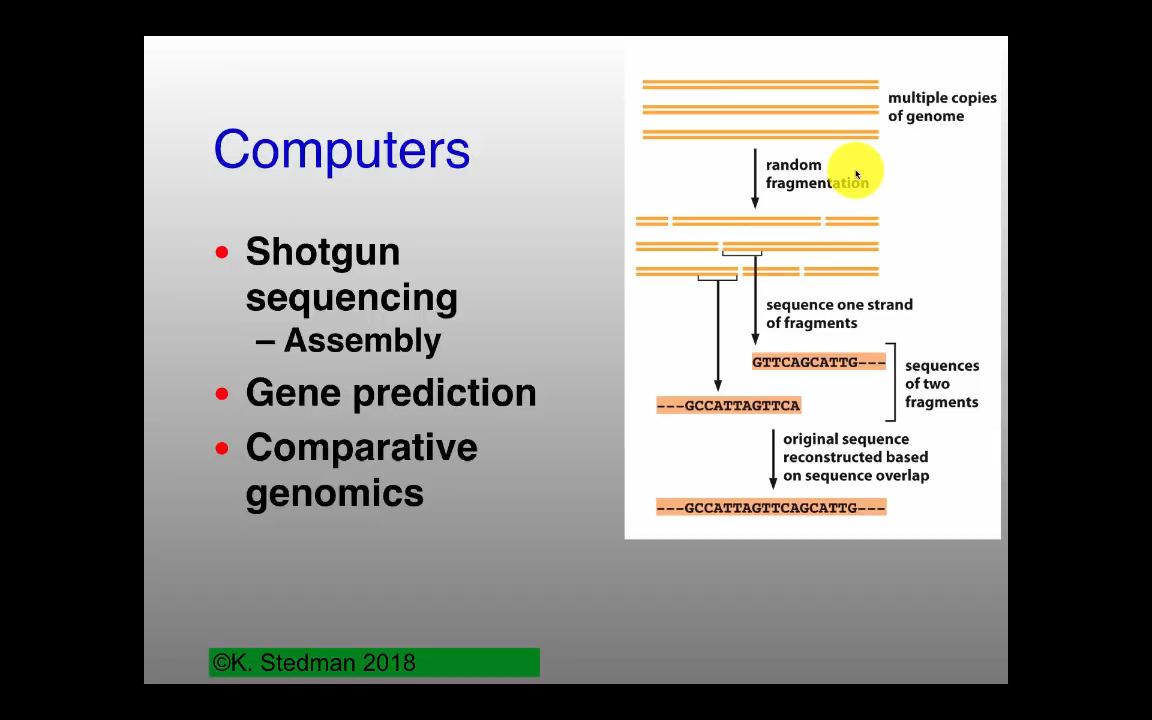 Computers
• Shotgun
sequencing
– Assembly
• Gene prediction
• Comparative
genomics
©K. Stedman 2018
multiple copies
of genome
random
fragmentation
sequence one strand
of fragments
GTTCAGCATTG---
sequences
of two
fragments
---GCCATTAGTTCA
original sequence
reconstructed based
on sequence overlap
---GCCATTAGTTCAGCATTG---